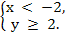 {x < −2,
y ≥ 2.